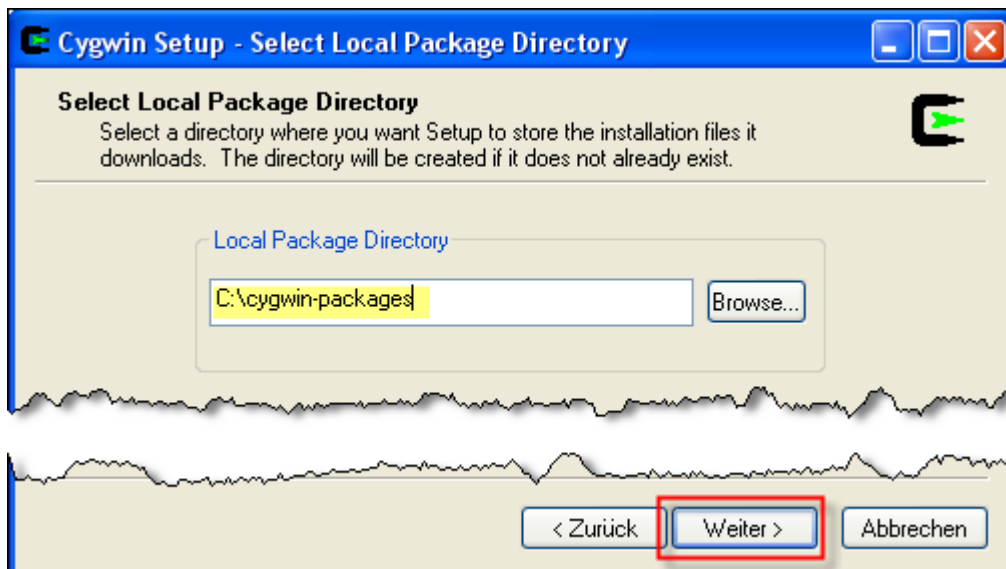 Cygwin Setup - Select Local Package Directory
Select Local Package Directory
Select a directory where you want Setup to store the installation files it
downloads. The directory will be created if it does not already exist.
Local Package Directory
C:\cygwin-packages
Browse...
< Zurück
Weiter >
Abbrechen